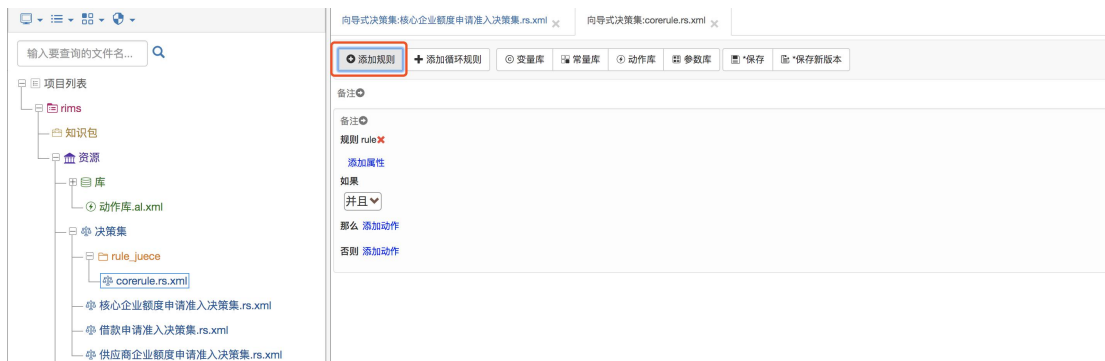 输入要查询的文件名...
项目列表
rims
知识包
资源
库
动作库.al.xml
决策集
rule_juece
corerule.rs.xml
核心企业额度申请准入决策集.rs.xml
借款申请准入决策集.rs.xml
供应商企业额度申请准入决策集.rs.xml
向导式决策集:核心企业额度申请准入决策集.rs.xml 向导式决策集:corerule.rs.xml
添加规则 添加循环规则 变量库 常量库 动作库 参数库 *保存 *保存新版本
备注
备注
规则 rule
添加属性
如果
并且
那么 添加动作
否则 添加动作